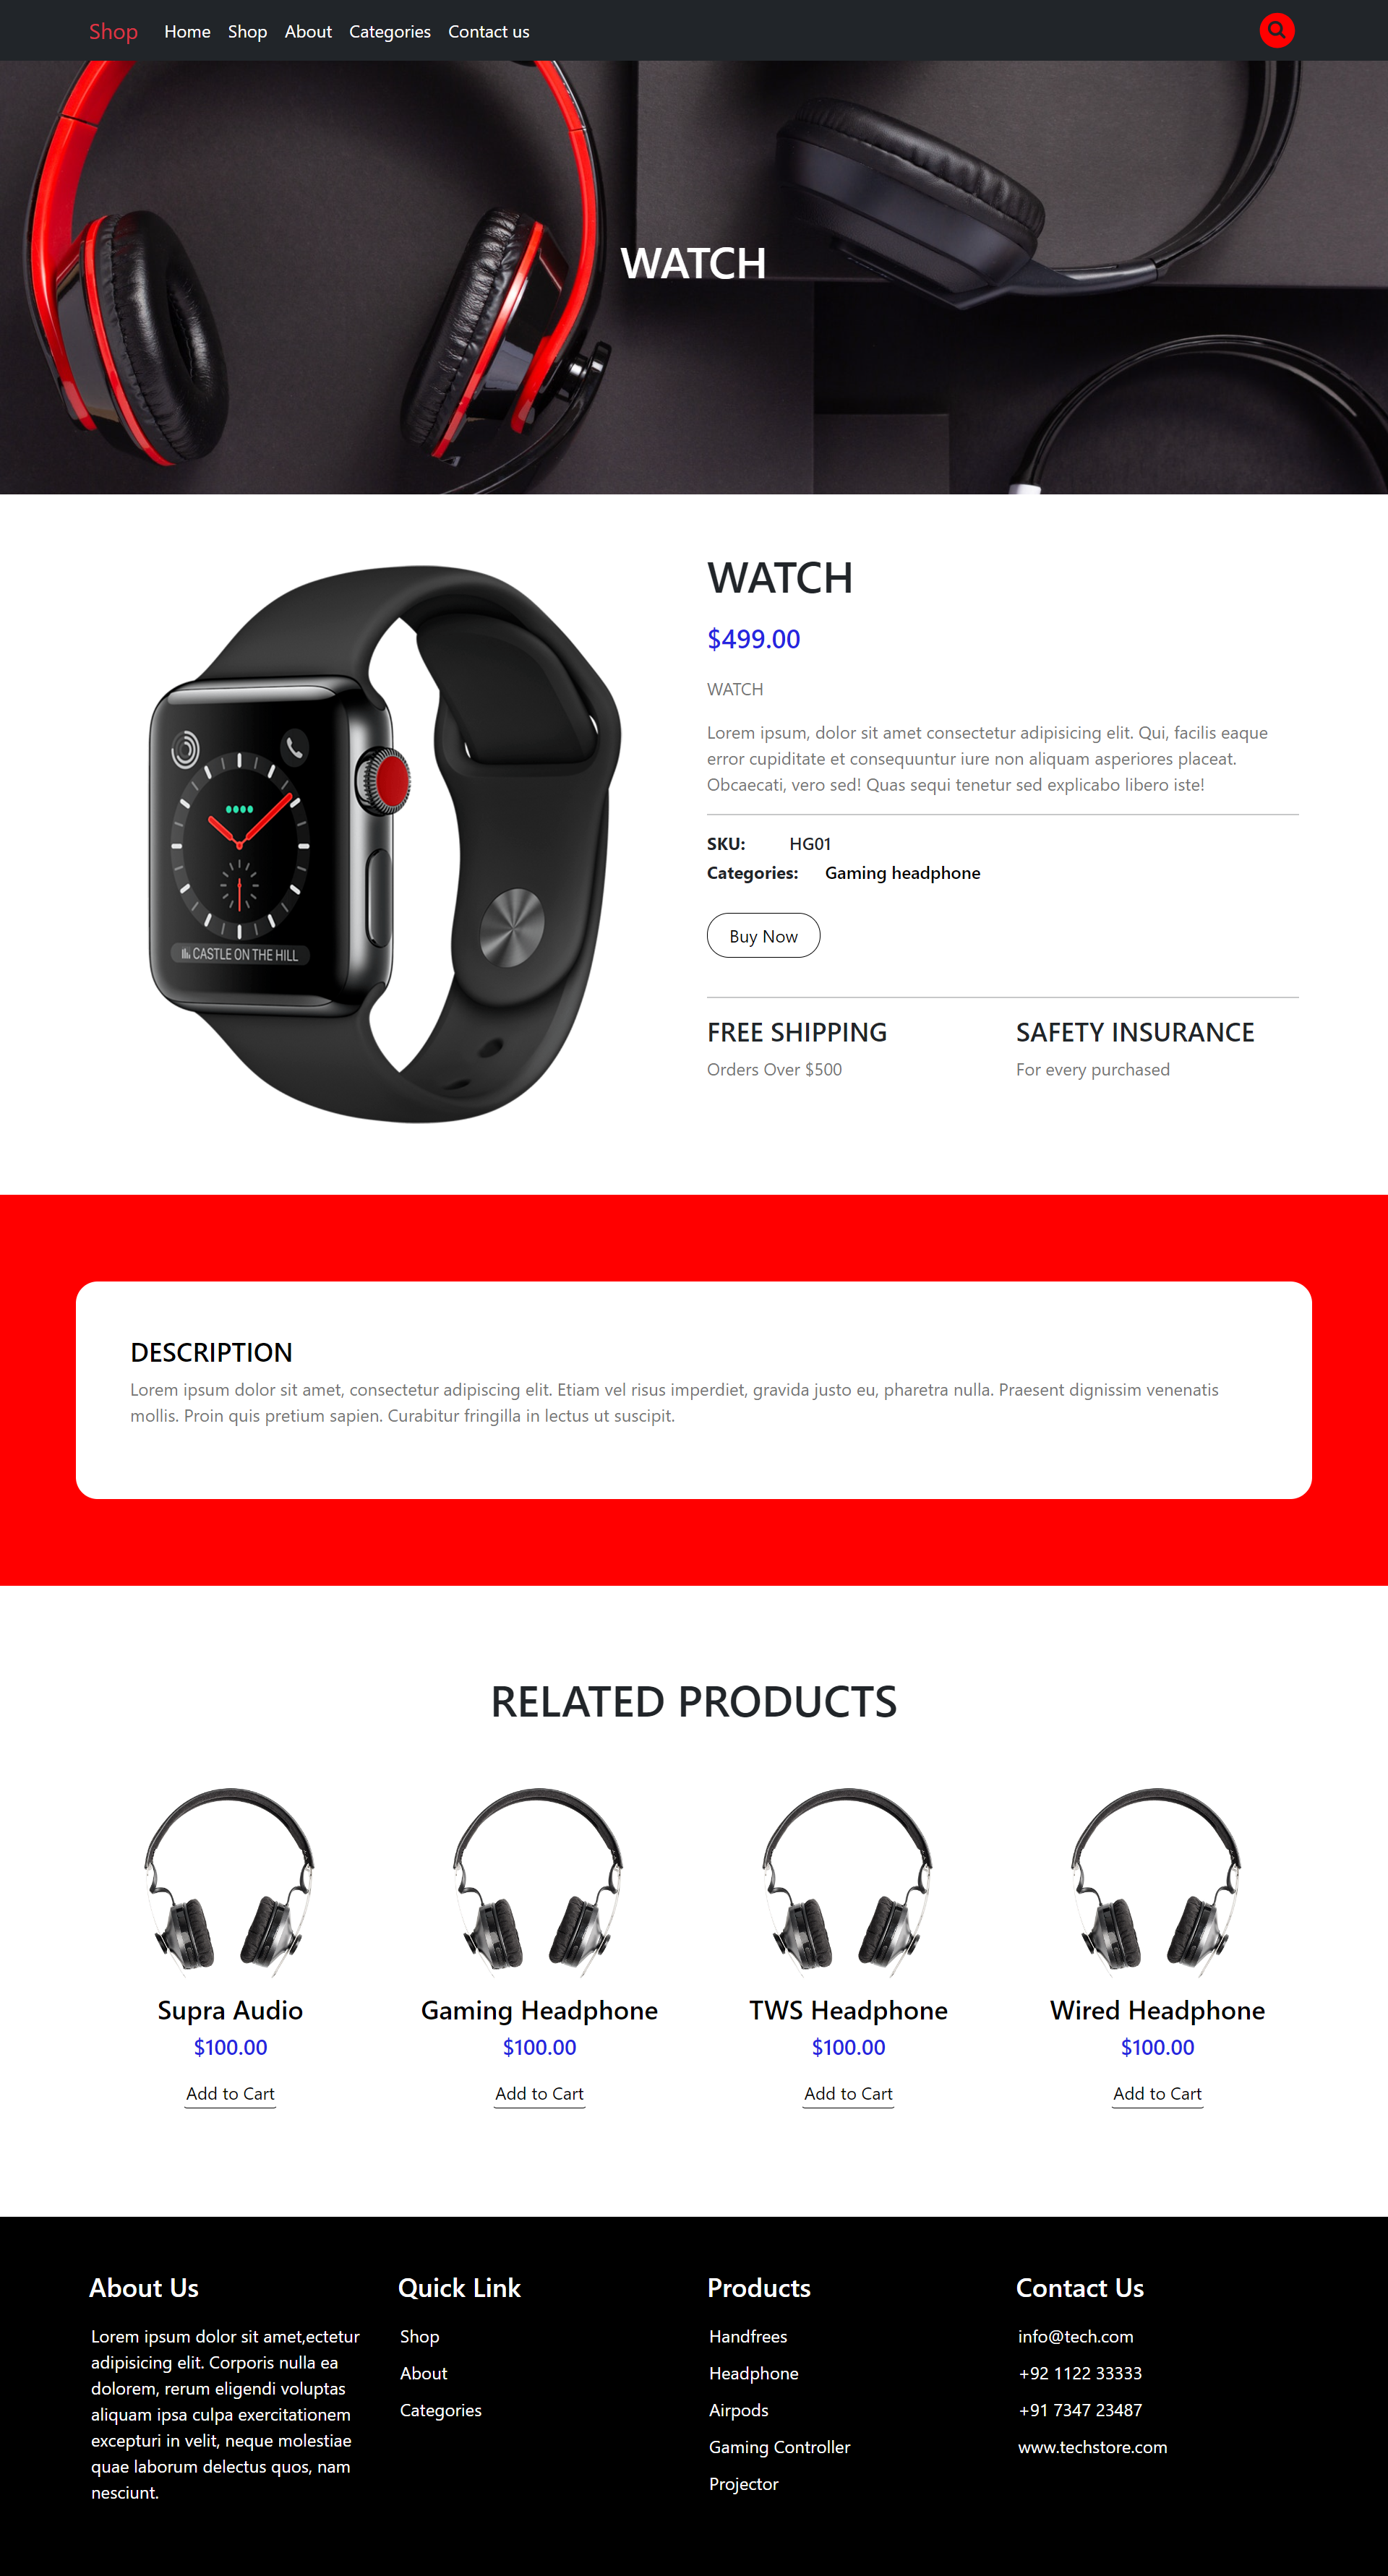 Shop Home Shop About Categories Contact us
WATCH
WATCH
$499.00
WATCH
Lorem ipsum, dolor sit amet consectetur adipisicing elit. Qui, facilis eaque
error cupiditate et consequuntur iure non aliquam asperiores placeat.
Obcaecati, vero sed! Quas sequi tenetur sed explicabo libero iste!
SKU: HG01
Categories: Gaming headphone
Buy Now
CASTLE ON THE HILL
FREE SHIPPING
Orders Over $500
SAFETY INSURANCE
For every purchased
DESCRIPTION
Lorem ipsum dolor sit amet, consectetur adipiscing elit. Etiam vel risus imperdiet, gravida justo eu, pharetra nulla. Praesent dignissim venenatis
mollis. Proin quis pretium sapien. Curabitur fringilla in lectus ut suscipit.
RELATED PRODUCTS
Supra Audio
$100.00
Add to Cart
Gaming Headphone
$100.00
Add to Cart
TWS Headphone
$100.00
Add to Cart
Wired Headphone
$100.00
Add to Cart
About Us
Lorem ipsum dolor sit amet,ectetur
adipisicing elit. Corporis nulla ea
dolorem, rerum eligendi voluptas
aliquam ipsa culpa exercitationem
excepturi in velit, neque molestiae
quae laborum delectus quos, nam
nesciunt.
Quick Link
Shop
About
Categories
Products
Handfrees
Headphone
Airpods
Gaming Controller
Projector
Contact Us
info@tech.com
+92 1122 33333
+91 7347 23487
www.techstore.com